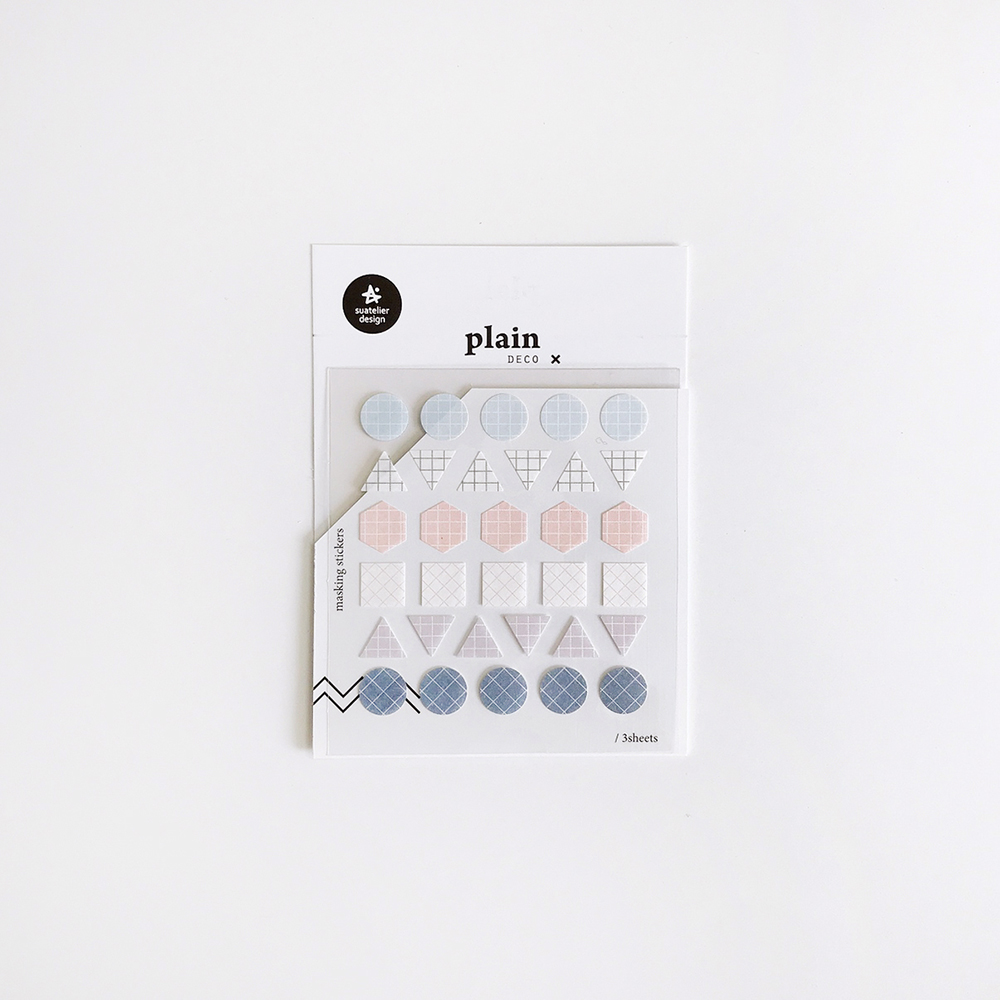 suatelier
design
plain
DECO ×
masking stickers
/ 3sheets